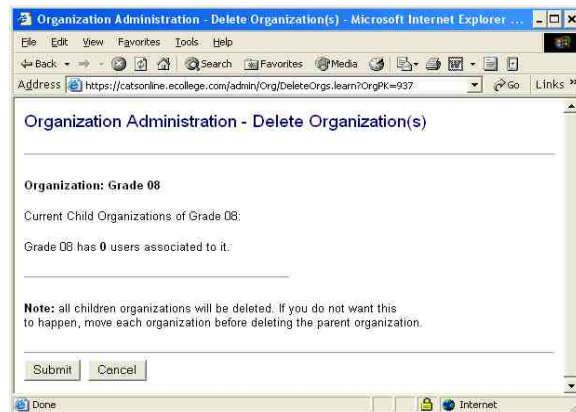 Organization Administration - Delete Organization(s) - Microsoft Internet Explorer ...
File Edit View Favorites Tools Help
Back Search Favorites Media
Address https://catsonline.ecollege.com/admin/Org/DeleteOrgs.learn?OrgPK=937 Go Links »
Organization Administration - Delete Organization(s)
Organization: Grade 08
Current Child Organizations of Grade 08:
Grade 08 has 0 users associated to it.
Note: all children organizations will be deleted. If you do not want this
to happen, move each organization before deleting the parent organization.
Submit Cancel
Done Internet